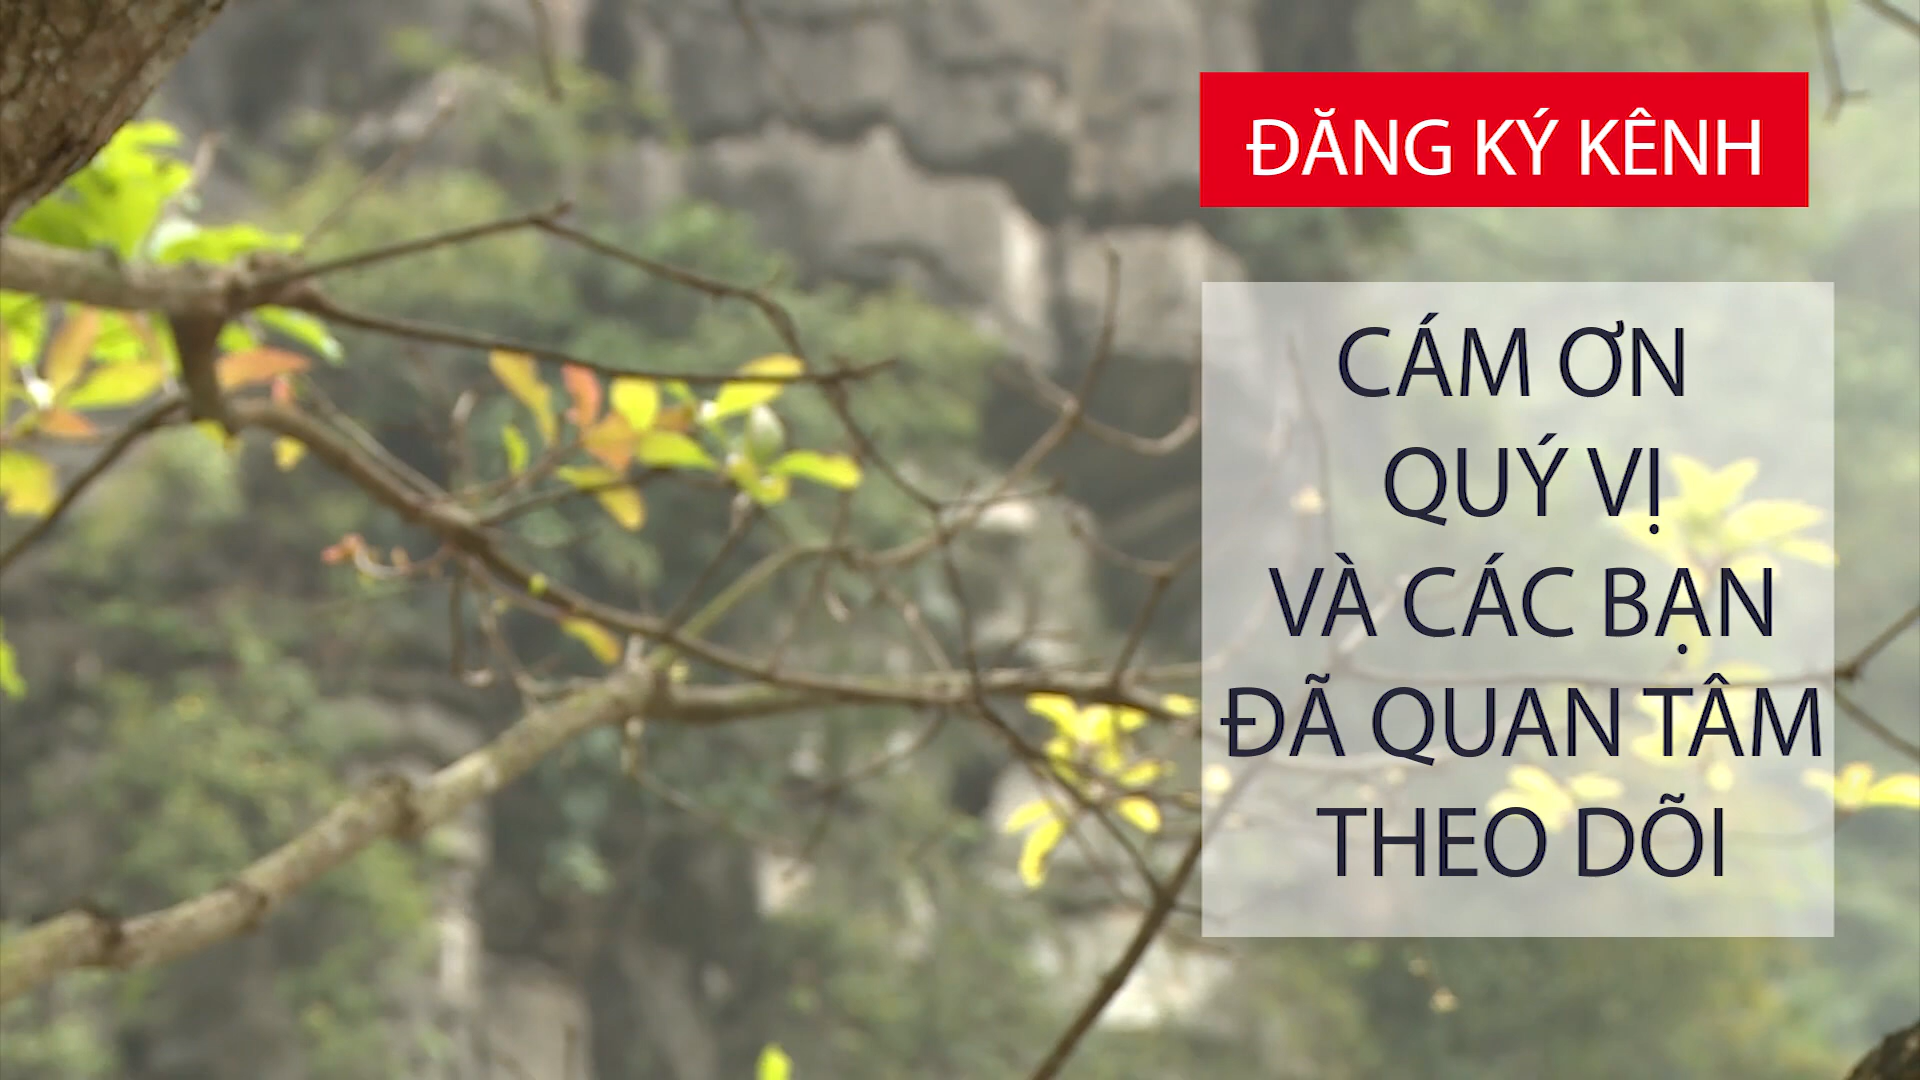 ĐĂNG KÝ KÊNH
CÁM ƠN
QUÝ VỊ
VÀ CÁC BẠN
ĐÃ QUAN TÂM
THEO DÕI